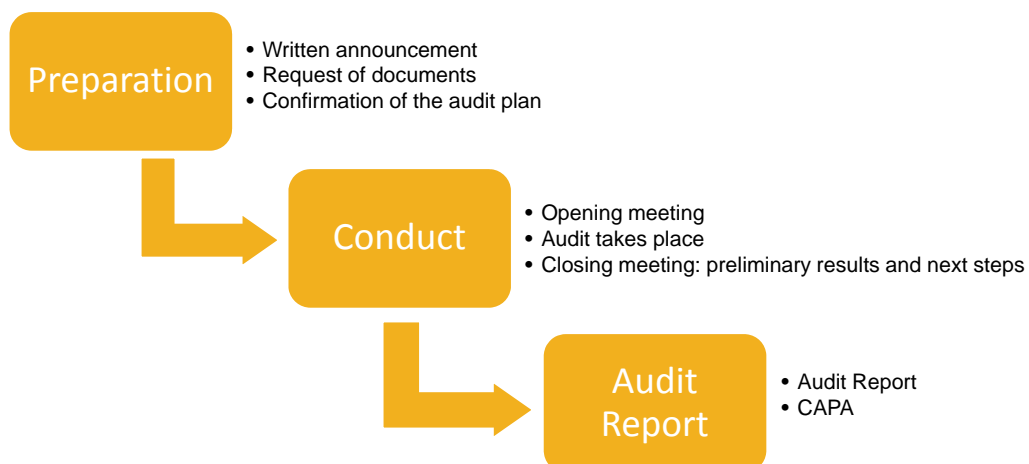 Preparation
• Written announcement
• Request of documents
• Confirmation of the audit plan
Conduct
• Opening meeting
• Audit takes place
• Closing meeting: preliminary results and next steps
Audit
Report
• Audit Report
• CAPA